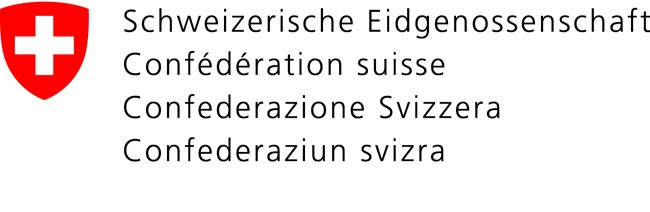 Schweizerische Eidgenossenschaft
Confédération suisse
Confederazione Svizzera
Confederaziun svizra